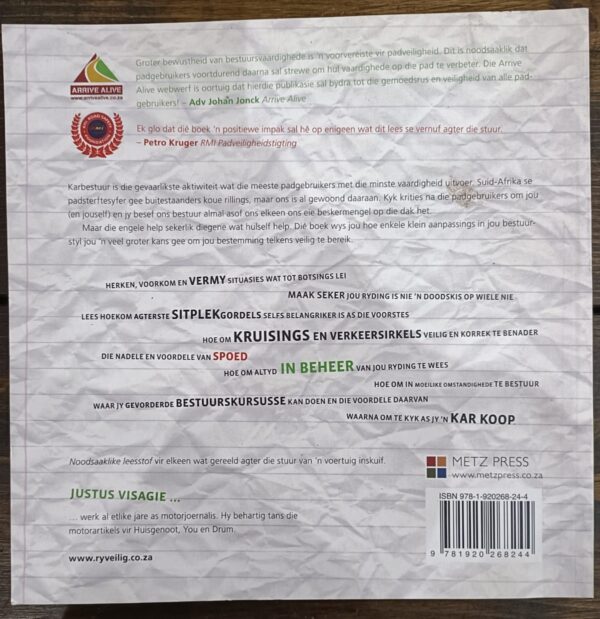 Groter bewustheid van bestuursvaardighede is 'n voorvereiste vir padveiligheid. Dit is noodsaaklik dat
padgebruikers voortdurend daarna sal strewe om hul vaardighede op die pad te verbeter. Die Arrive
Alive webwerf is oortuig dat hierdie publikasie sal bydra tot die gemoedsrus en veiligheid van alle pad-
gebruikers! – Adv Johan Jonck Arrive Alive
ARRIVE ALIVE
www.arrivealive.co.za
Ek glo dat dié boek 'n positiewe impak sal hê op enigeen wat dit lees se vernuf agter die stuur.
– Petro Kruger RMI Padveiligheidstigting
Karbestuur is die gevaarlikste aktiwiteit wat die meeste padgebruikers met die minste vaardigheid uitvoer. Suid-Afrika se
padsterftesyfer gee buitestaanders koue rillings, maar ons is al gewoond daaraan. Kyk krities na die padgebruikers om jou
(en jouself) en jy besef ons bestuur almal asof ons elkeen ons eie beskermengel op die dak het.
Maar die engele help sekerlik diegene wat hulself help. Dié boek wys jou hoe enkele klein aanpassings in jou bestuur-
styl jou 'n veel groter kans gee om jou bestemming telkens veilig te bereik.
HERKEN, VOORKOM EN VERMY SITUASIES WAT TOT BOTSINGS LEI
MAAK SEKER JOU RYDING IS NIE 'N DOODSKIS OP WIELE NIE
LEES HOEKOM AGTERSTE SITPLEKGORDELS SELFS BELANGRIKER IS AS DIE VOORSTES
HOE OM KRUISINGS EN VERKEERSIRKELS VEILIG EN KORREK TE BENADER
DIE NADELE EN VOORDELE VAN SPOED
HOE OM ALTYD IN BEHEER VAN JOU RYDING TE WEES
HOE OM IN MOEILIKE OMSTANDIGHEDE TE BESTUUR
WAAR JY GEVORDERDE BESTUURSKURSUSSE KAN DOEN EN DIE VOORDELE DAARVAN
WAARNA OM TE KYK AS JY 'N KAR KOOP
Noodsaaklike leesstof vir elkeen wat gereeld agter die stuur van 'n voertuig inskuif.
METZ PRESS
www.metzpress.co.za
JUSTUS VISAGIE ...
... werk al etlike jare as motorjoernalis. Hy behartig tans die
motorartikels vir Huisgenoot, You en Drum.
www.ryveilig.co.za
ISBN 978-1-920268-24-4
9 781920 268244